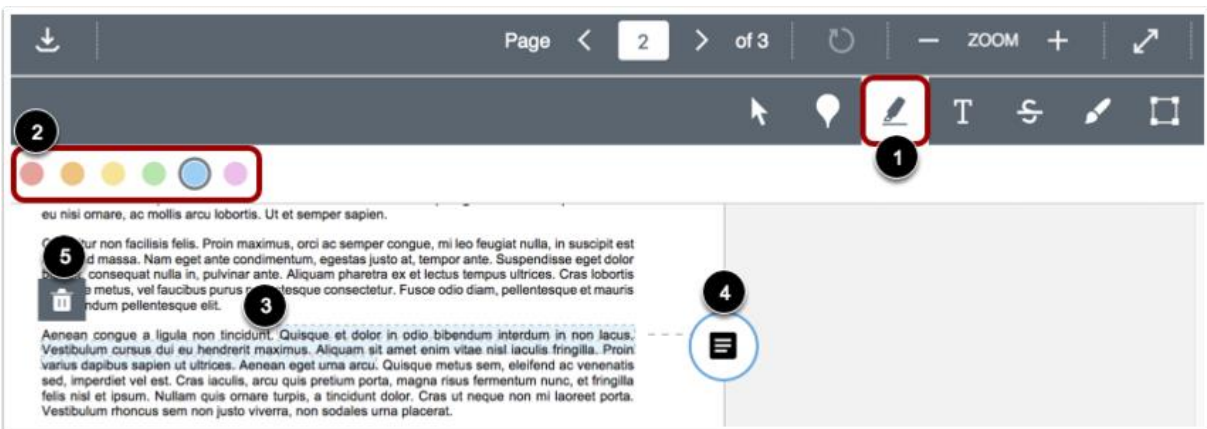 Page 2 of 3 ZOOM
T S
1
2
eu nisi ornare, ac mollis arcu lobortis. Ut et semper sapien.
tur non facilisis felis. Proin maximus, orci ac semper congue, mi leo feugiat nulla, in suscipit est
5
d massa. Nam eget ante condimentum, egestas justo at, tempor ante. Suspendisse eget dolor
consequat nulla in, pulvinar ante. Aliquam pharetra ex et lectus tempus ultrices. Cras lobortis
metus, vel faucibus purus tesque consectetur. Fusce odio diam, pellentesque et mauris
3
4
ndum pellentesque elit.
Aenean congue a ligula non tincidunt. Quisque et dolor in odio bibendum interdum in non lacus.
Vestibulum cursus dui eu hendrerit maximus. Aliquam sit amet enim vitae nisl iaculis fringilla. Proin
varius dapibus sapien ut ultrices. Aenean eget urna arcu. Quisque metus sem, eleifend ac venenatis
sed, imperdiet vel est. Cras iaculis, arcu quis pretium porta, magna risus fermentum nunc, et fringilla
felis nisl et ipsum. Nullam quis ornare turpis, a tincidunt dolor. Cras ut neque non mi laoreet porta.
Vestibulum rhoncus sem non justo viverra, non sodales urna placerat.